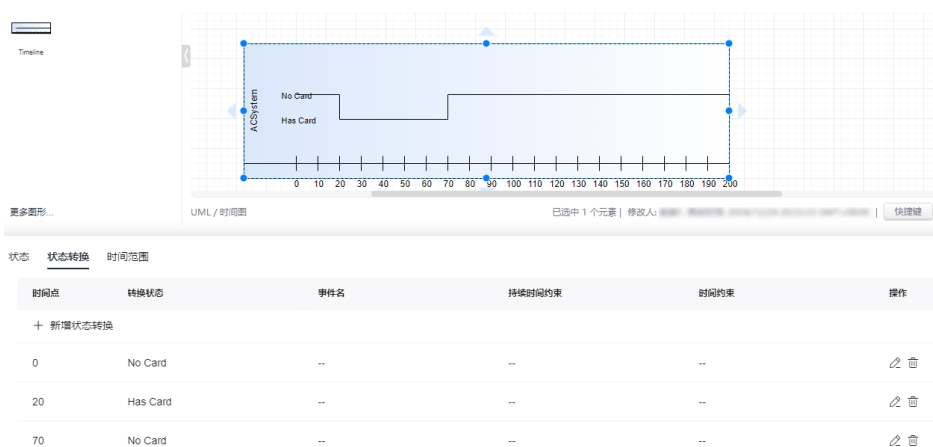 Timeline
ACSystem
No Card
Has Card
0 10 20 30 40 50 60 70 80 90 100 110 120 130 140 150 160 170 180 190 200
更多图形...
UML / 时间图
已选中 1 个元素 | 修改人:
| 快捷键
状态 状态转换 时间范围
时间点 转换状态 事件名 持续时间约束 时间约束 操作
+ 新增状态转换
0 No Card -- -- --
20 Has Card -- -- --
70 No Card -- -- --